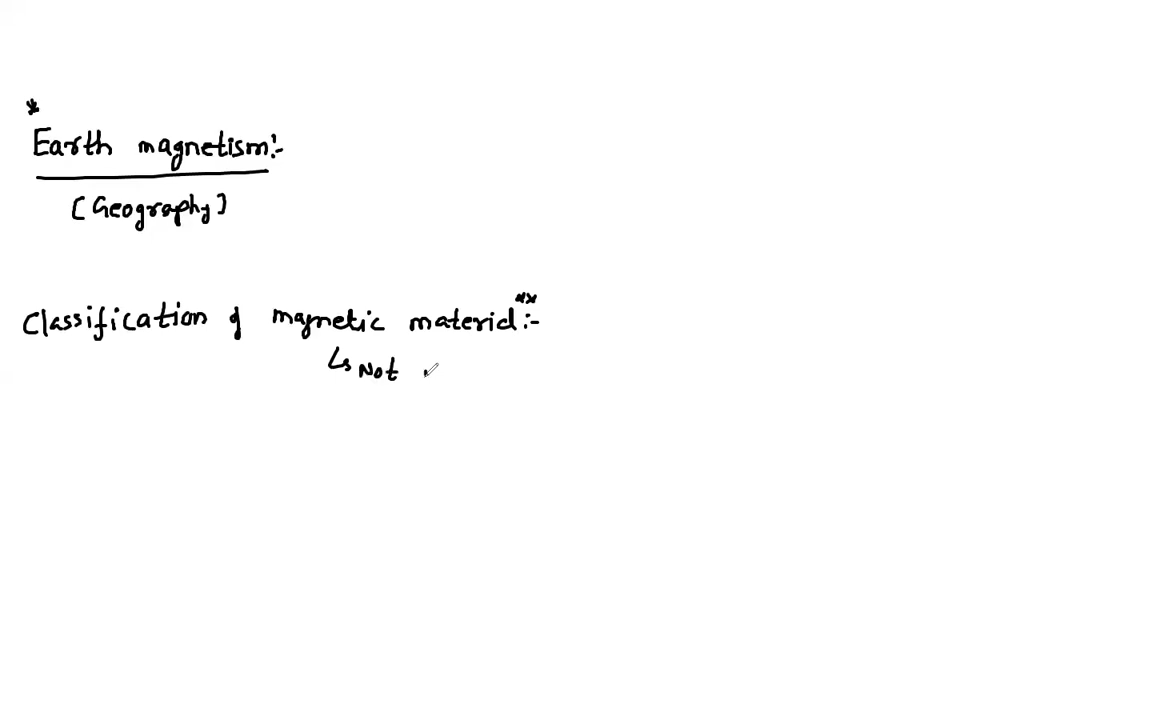 *
Earth magnetism:-
[Geography]
Classification of magnetic material **:-
↳ Not